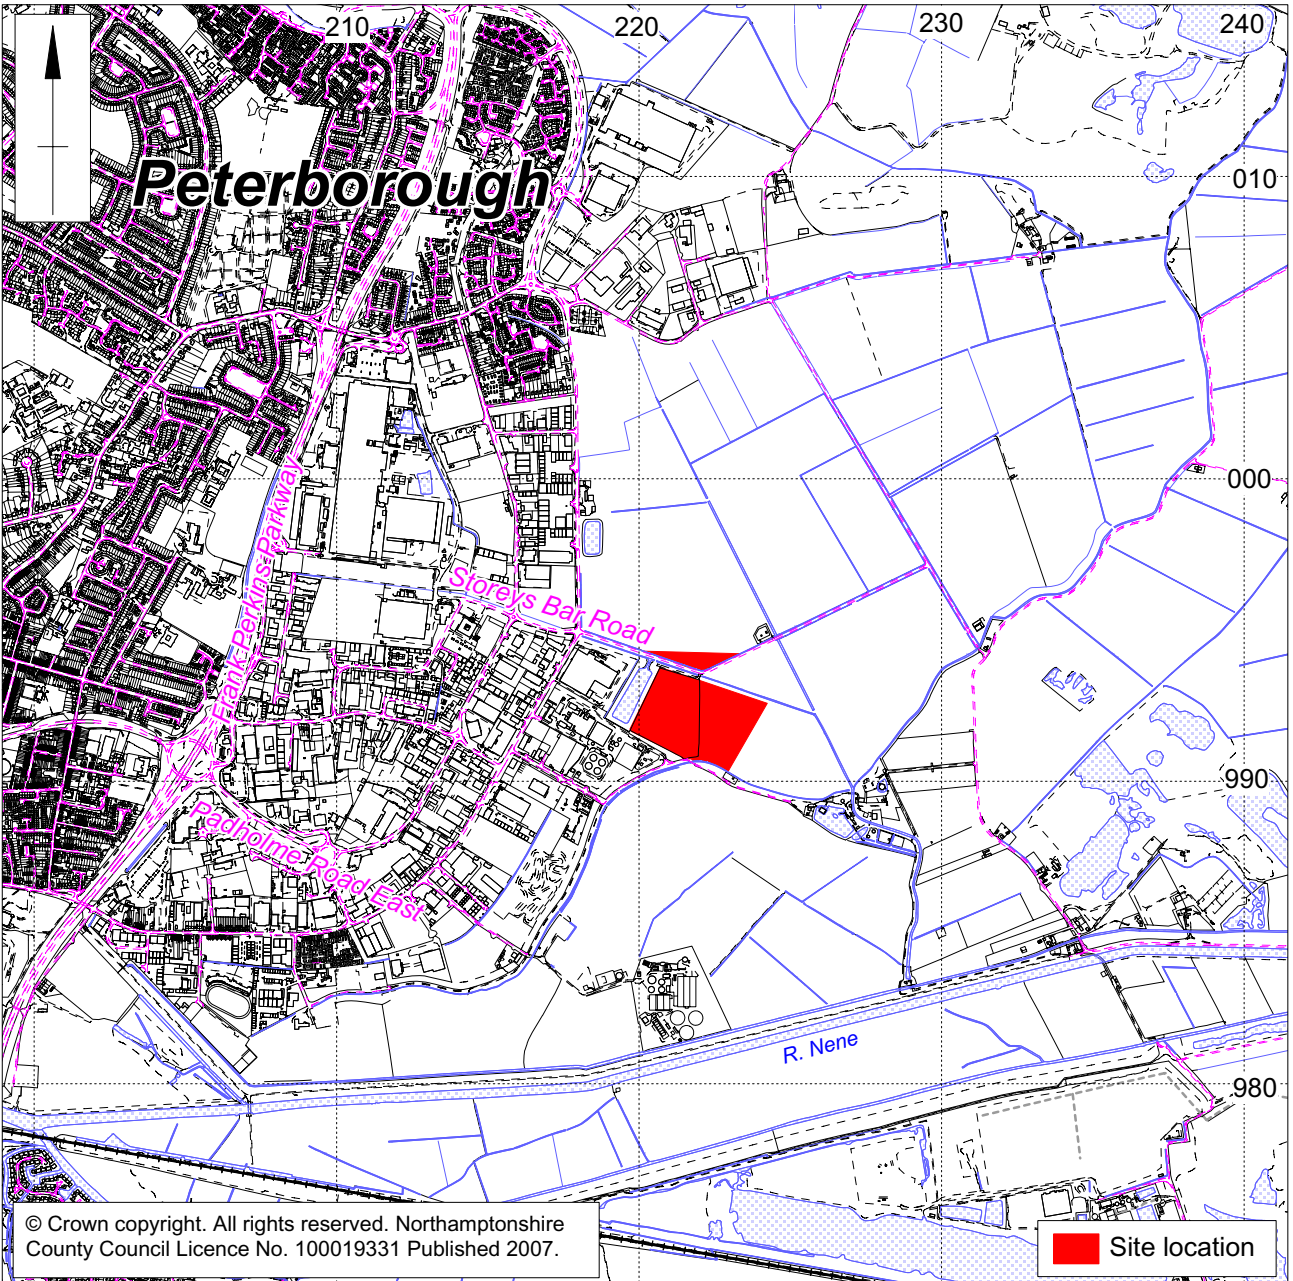 210
220
230
240
Peterborough
010
000
Frank Perkins Parkway
Storeys Bar Road
990
Padholme Road East
R. Nene
980
© Crown copyright. All rights reserved. Northamptonshire
County Council Licence No. 100019331 Published 2007.
Site location